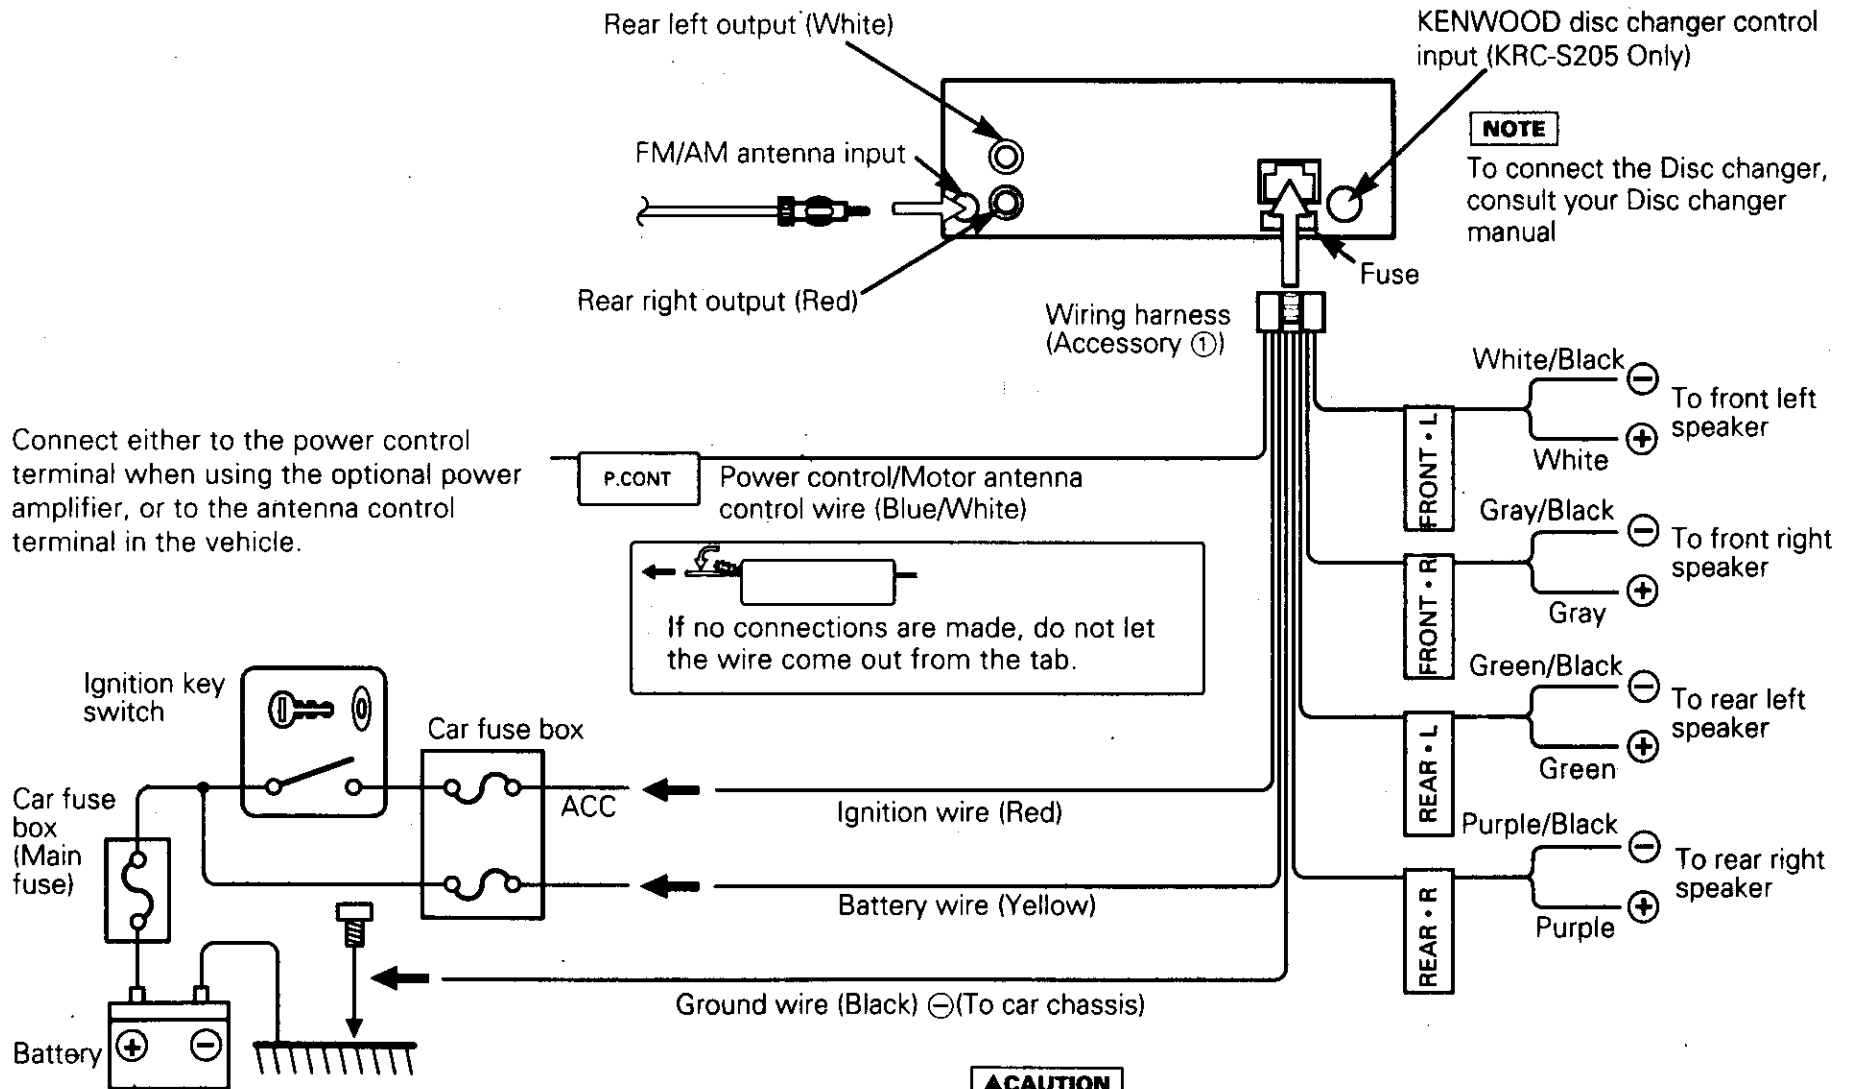 Rear left output (White)
KENWOOD disc changer control
input (KRC-S205 Only)
NOTE
To connect the Disc changer,
consult your Disc changer
manual
FM/AM antenna input
Fuse
Rear right output (Red)
Wiring harness
(Accessory ①)
White/Black
⊖
To front left
speaker
⊕
White
FRONT • L
Connect either to the power control
terminal when using the optional power
amplifier, or to the antenna control
terminal in the vehicle.
P.CONT
Power control/Motor antenna
control wire (Blue/White)
Gray/Black
⊖
To front right
speaker
⊕
Gray
FRONT • R
If no connections are made, do not let
the wire come out from the tab.
Green/Black
⊖
To rear left
speaker
⊕
Green
REAR • L
Ignition key
switch
Car fuse box
ACC
Ignition wire (Red)
Car fuse
box
(Main
fuse)
Purple/Black
⊖
To rear right
speaker
⊕
Purple
REAR • R
Battery wire (Yellow)
Ground wire (Black) ⊖(To car chassis)
Battery
⊕ ⊖
▲CAUTION